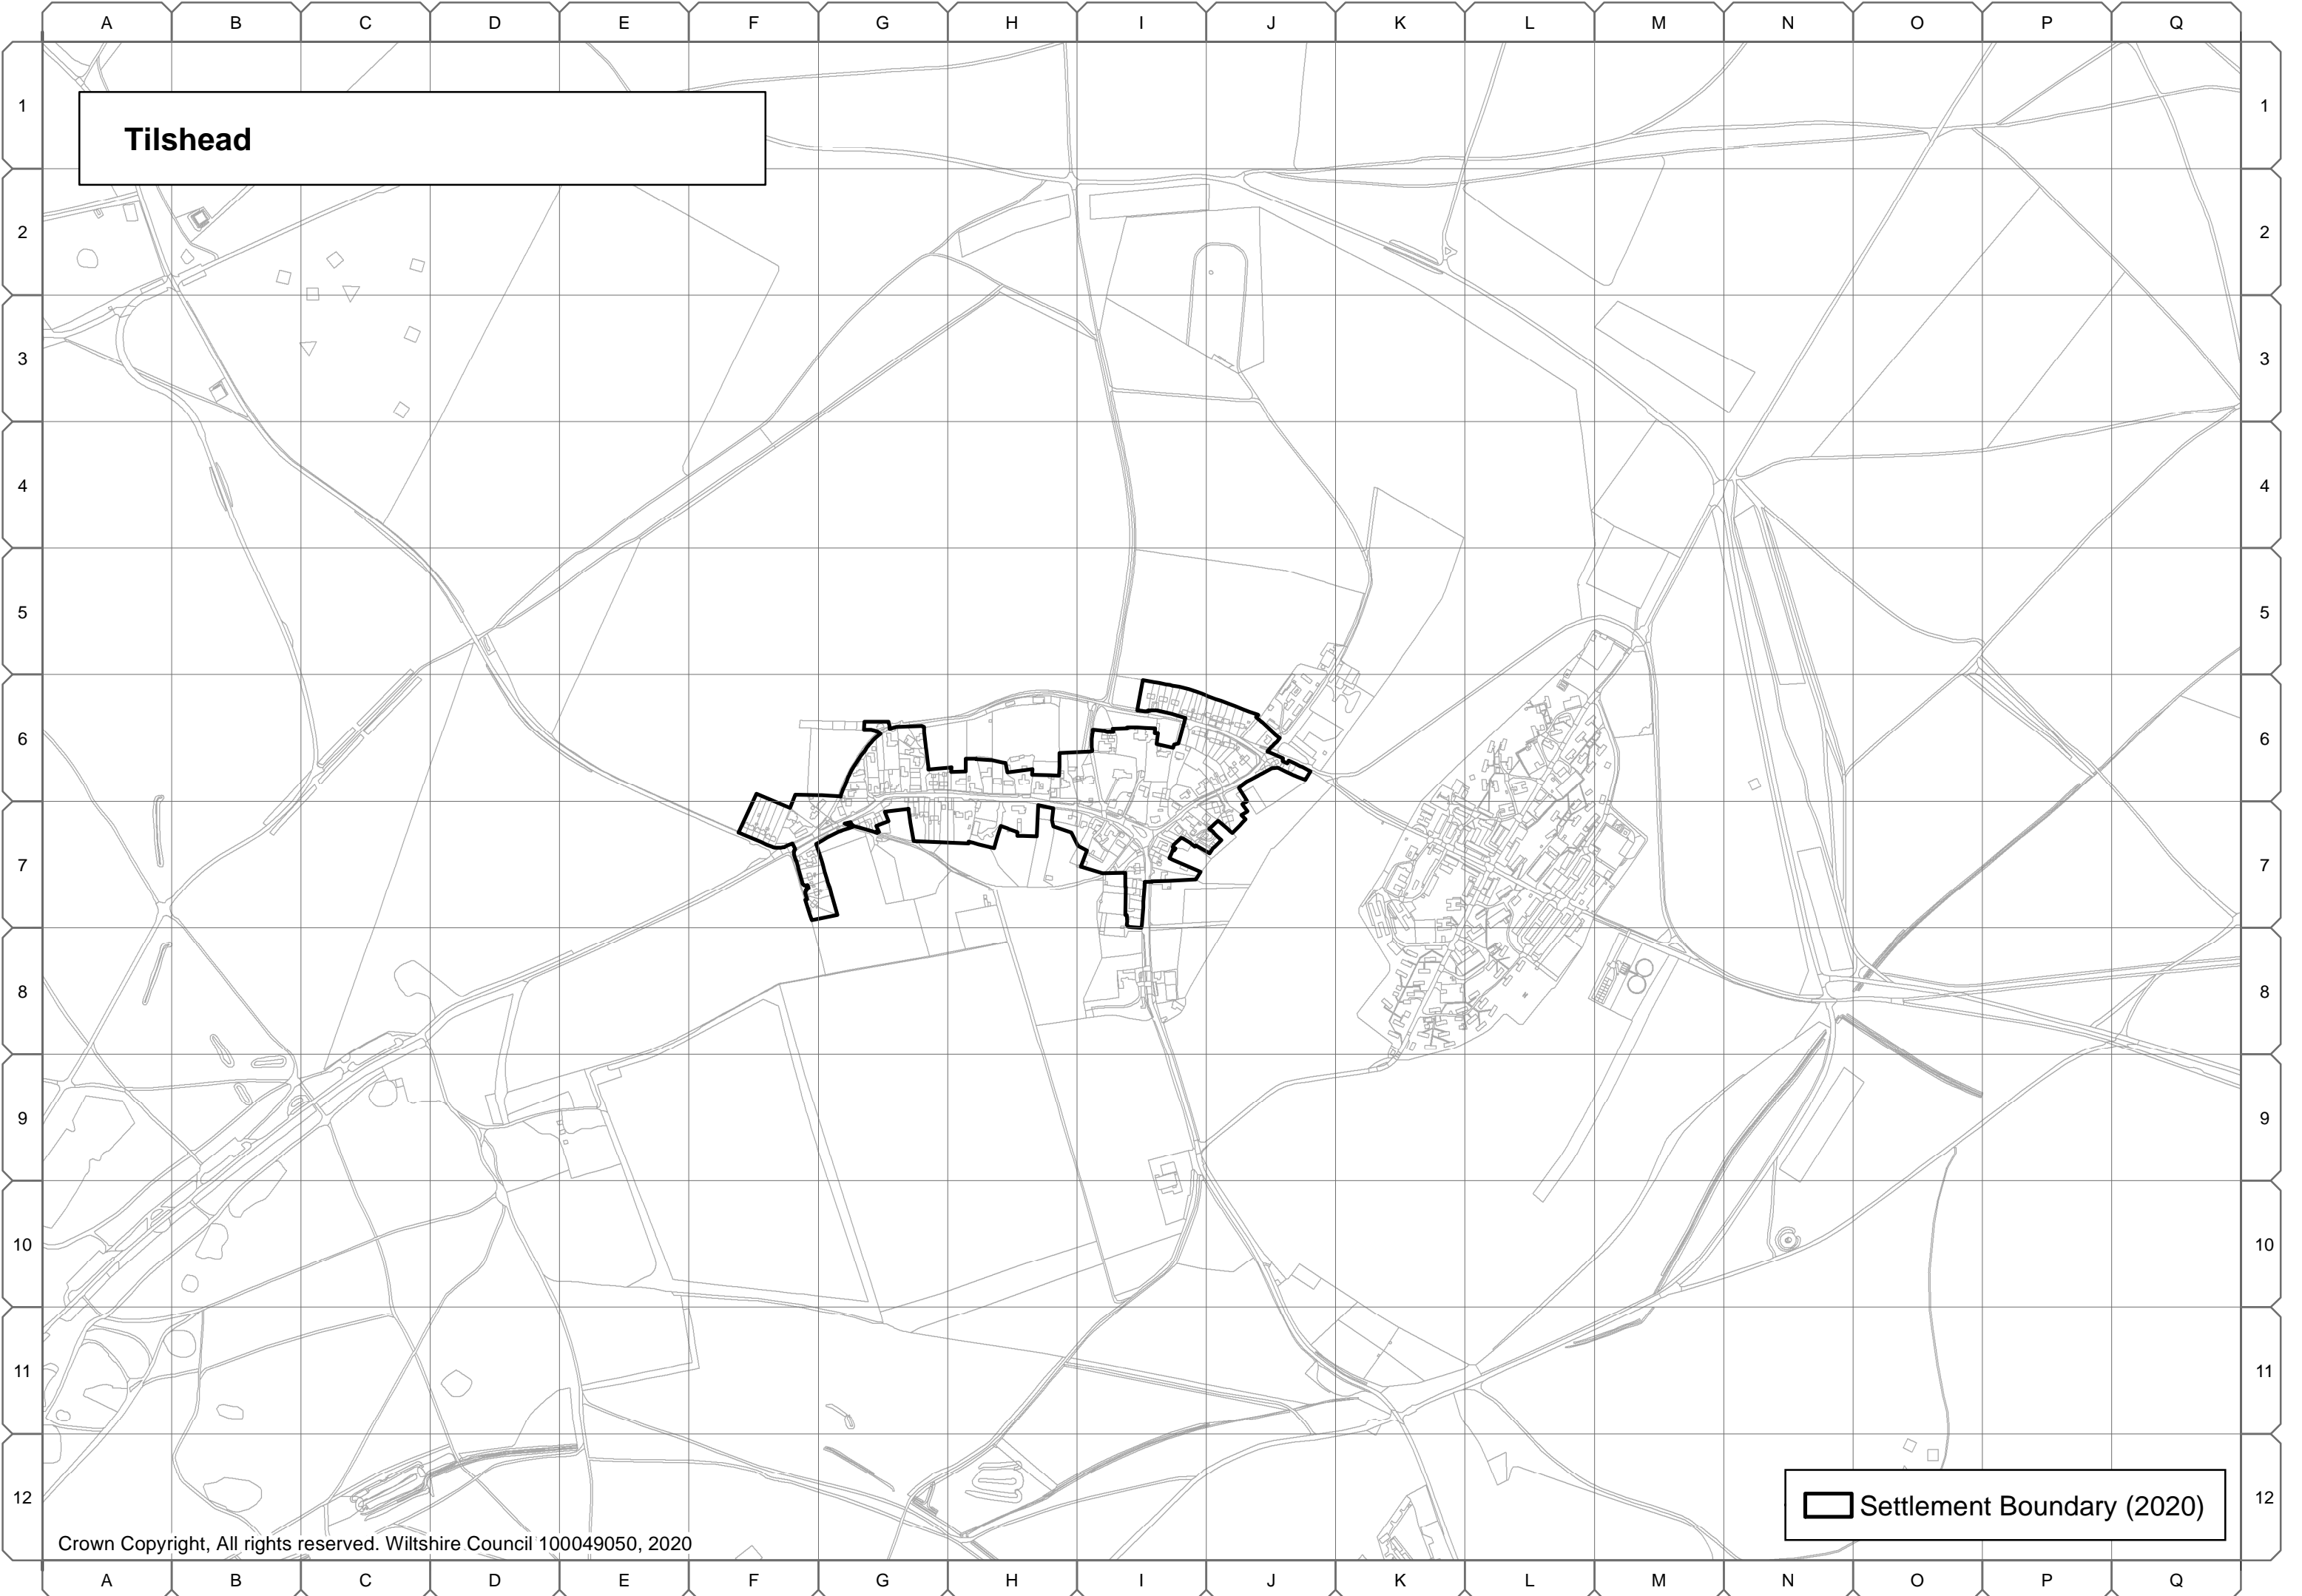 A B C D E F G H I J K L M N O P Q
1 1
Tilshead
2 2
3 3
4 4
5 5
6 6
7 7
8 8
9 9
10 10
11 11
12 12
Settlement Boundary (2020)
Crown Copyright, All rights reserved. Wiltshire Council 100049050, 2020
A B C D E F G H I J K L M N O P Q